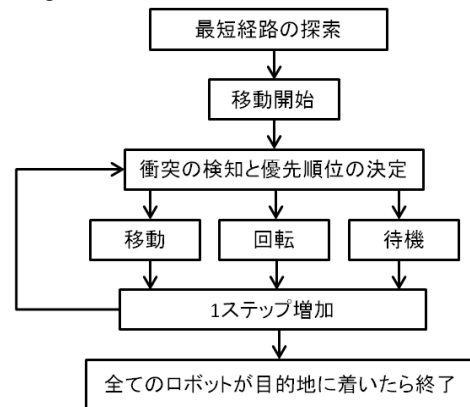 最短経路の探索
移動開始
衝突の検知と優先順位の決定
移動
回転
待機
1ステップ増加
全てのロボットが目的地に着いたら終了